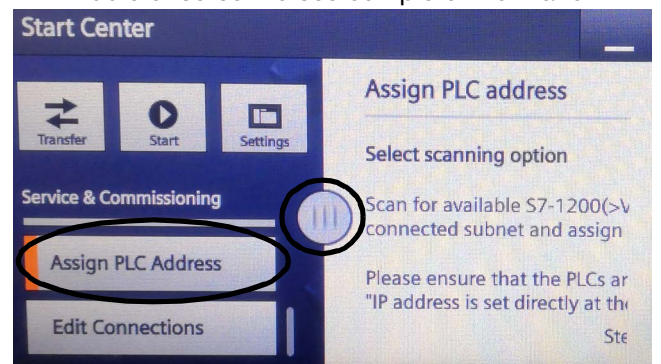 Start Center
Transfer
Start
Settings
Service & Commissioning
Assign PLC Address
Edit Connections
Assign PLC address
Select scanning option
Scan for available S7-1200(>V
connected subnet and assign
Please ensure that the PLCs ar
"IP address is set directly at the
Ste